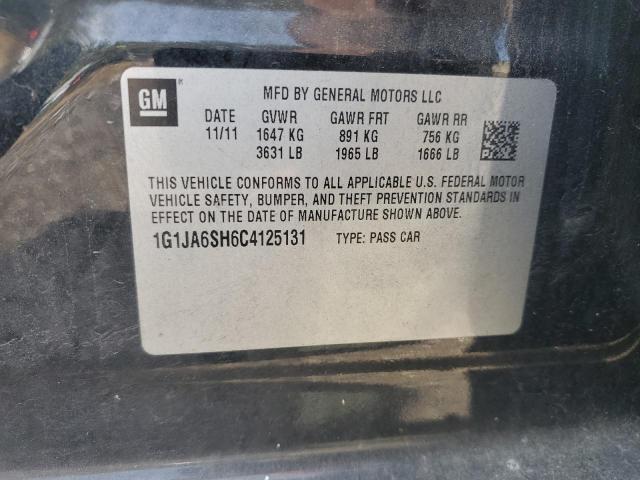 GM
MFD BY GENERAL MOTORS LLC
DATE GVWR GAWR FRT GAWR RR
11/11 1647 KG 891 KG 756 KG
3631 LB 1965 LB 1666 LB
THIS VEHICLE CONFORMS TO ALL APPLICABLE U.S. FEDERAL MOTOR
VEHICLE SAFETY, BUMPER, AND THEFT PREVENTION STANDARDS IN
EFFECT ON THE DATE OF MANUFACTURE SHOWN ABOVE.
1G1JA6SH6C4125131 TYPE: PASS CAR